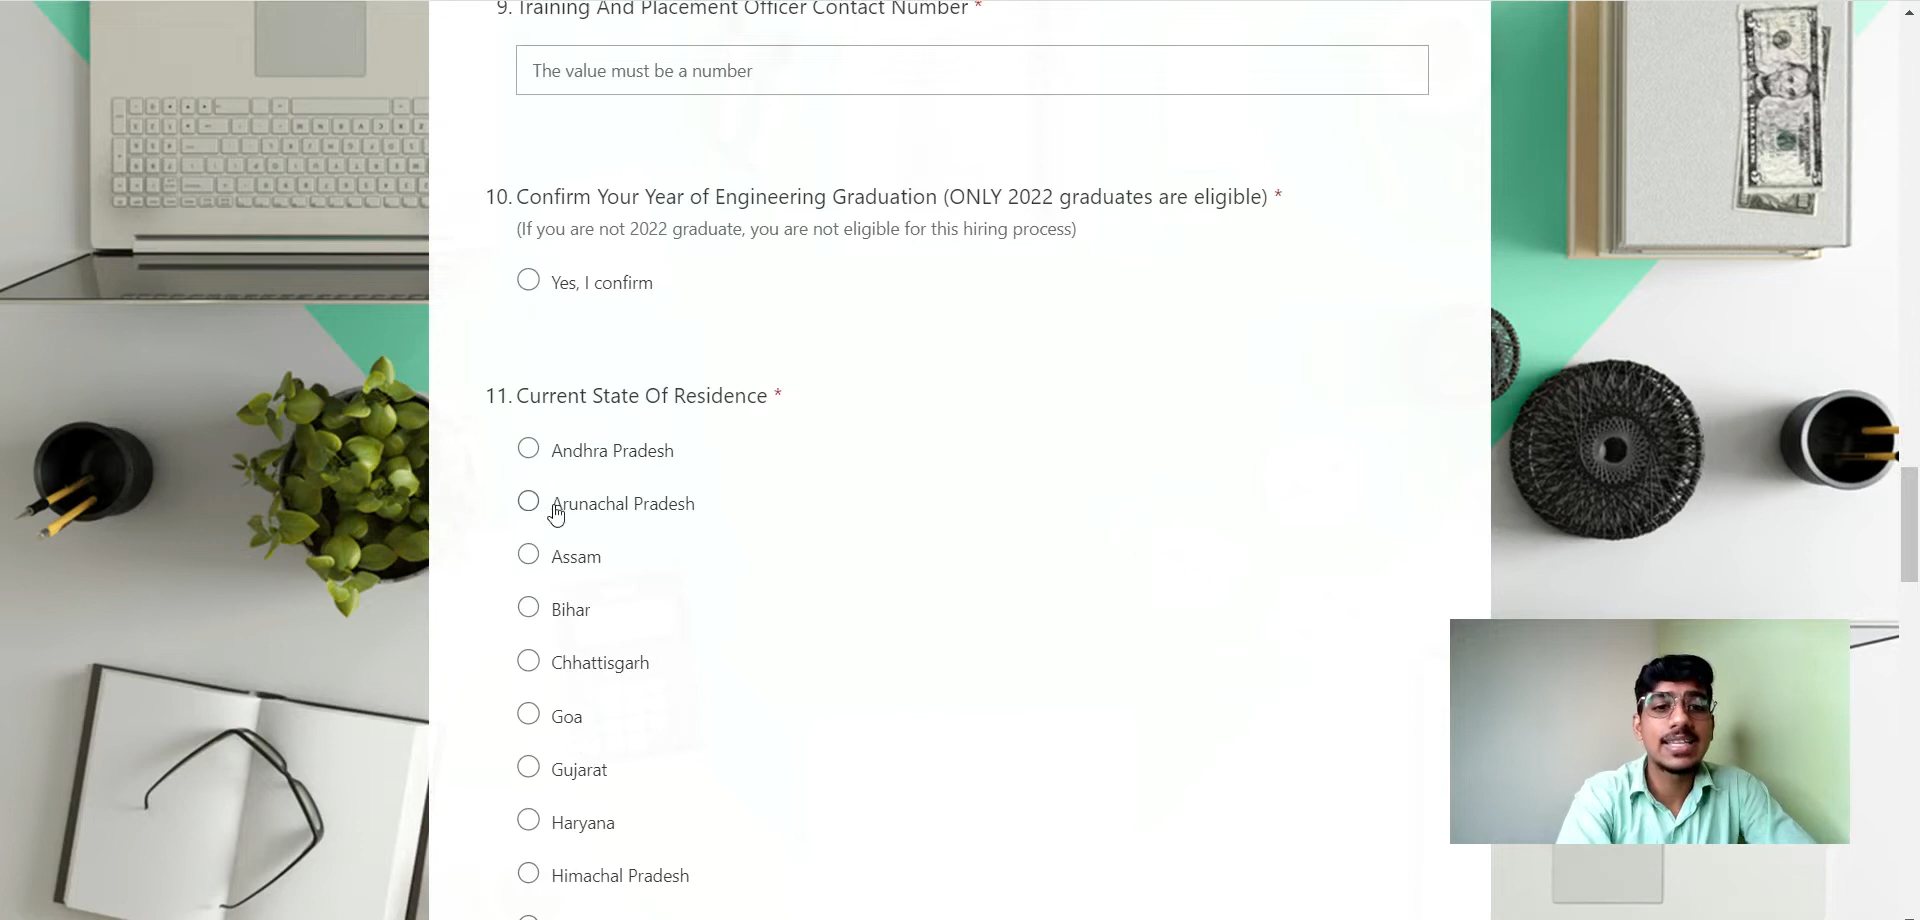 9. Training And Placement Officer Contact Number *
The value must be a number
10. Confirm Your Year of Engineering Graduation (ONLY 2022 graduates are eligible) *
(If you are not 2022 graduate, you are not eligible for this hiring process)
Yes, I confirm
11. Current State Of Residence *
Andhra Pradesh
Arunachal Pradesh
Assam
Bihar
Chhattisgarh
Goa
Gujarat
Haryana
Himachal Pradesh